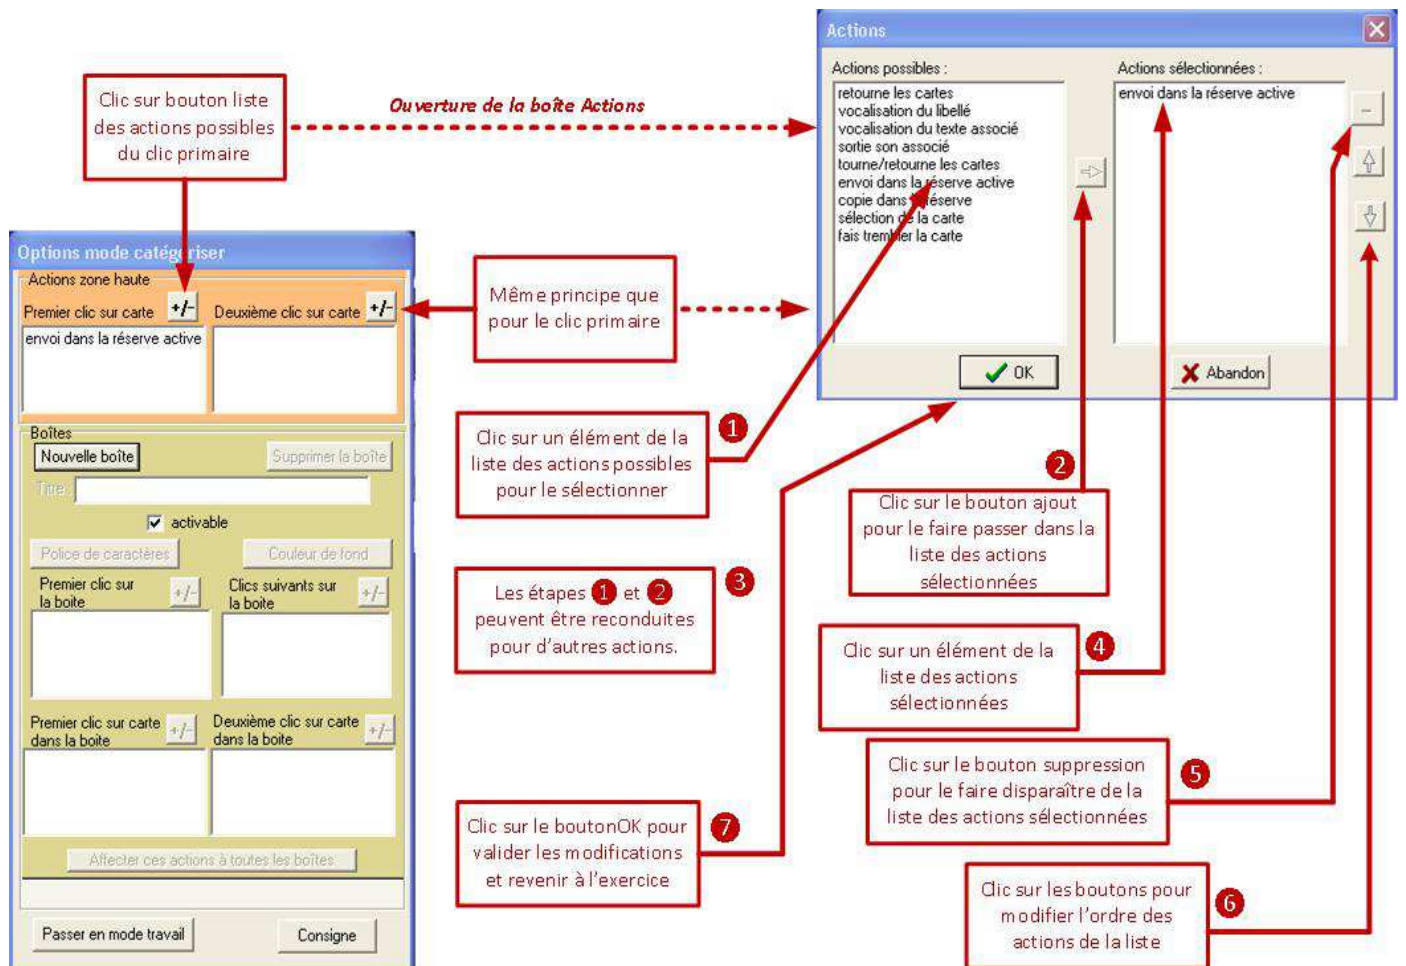 Actions
Actions possibles :
Actions sélectionnées :
retourne les cartes
vocalisation du libellé
vocalisation du texte associé
sortie son associé
tourne/retourne les cartes
envoi dans la réserve active
copie dans la réserve
sélection de la carte
fais trembler la carte
envoi dans la réserve active
OK
Abandon
Clic sur bouton liste
des actions possibles
du clic primaire
Ouverture de la boîte Actions
Même principe que
pour le clic primaire
Options mode catégoriser
Actions zone haute
Premier clic sur carte +/-
Deuxième clic sur carte +/-
envoi dans la réserve active
Boîtes
Nouvelle boîte
Supprimer la boîte
Titre :
activable
Police de caractères
Couleur de fond
Premier clic sur
la boite
+/-
Clics suivants sur
la boite
+/-
Premier clic sur carte
dans la boite
+/-
Deuxième clic sur carte
dans la boite
+/-
Affecter ces actions à toutes les boîtes
Passer en mode travail
Consigne
1
Clic sur un élément de la
liste des actions possibles
pour le sélectionner
2
Clic sur le bouton ajout
pour le faire passer dans la
liste des actions
sélectionnées
3
Les étapes 1 et 2
peuvent être reconduites
pour d'autres actions.
4
Clic sur un élément de la
liste des actions
sélectionnées
5
Clic sur le bouton suppression
pour le faire disparaître de la
liste des actions sélectionnées
6
Clic sur les boutons pour
modifier l'ordre des
actions de la liste
7
Clic sur le boutonOK pour
valider les modifications
et revenir à l'exercice